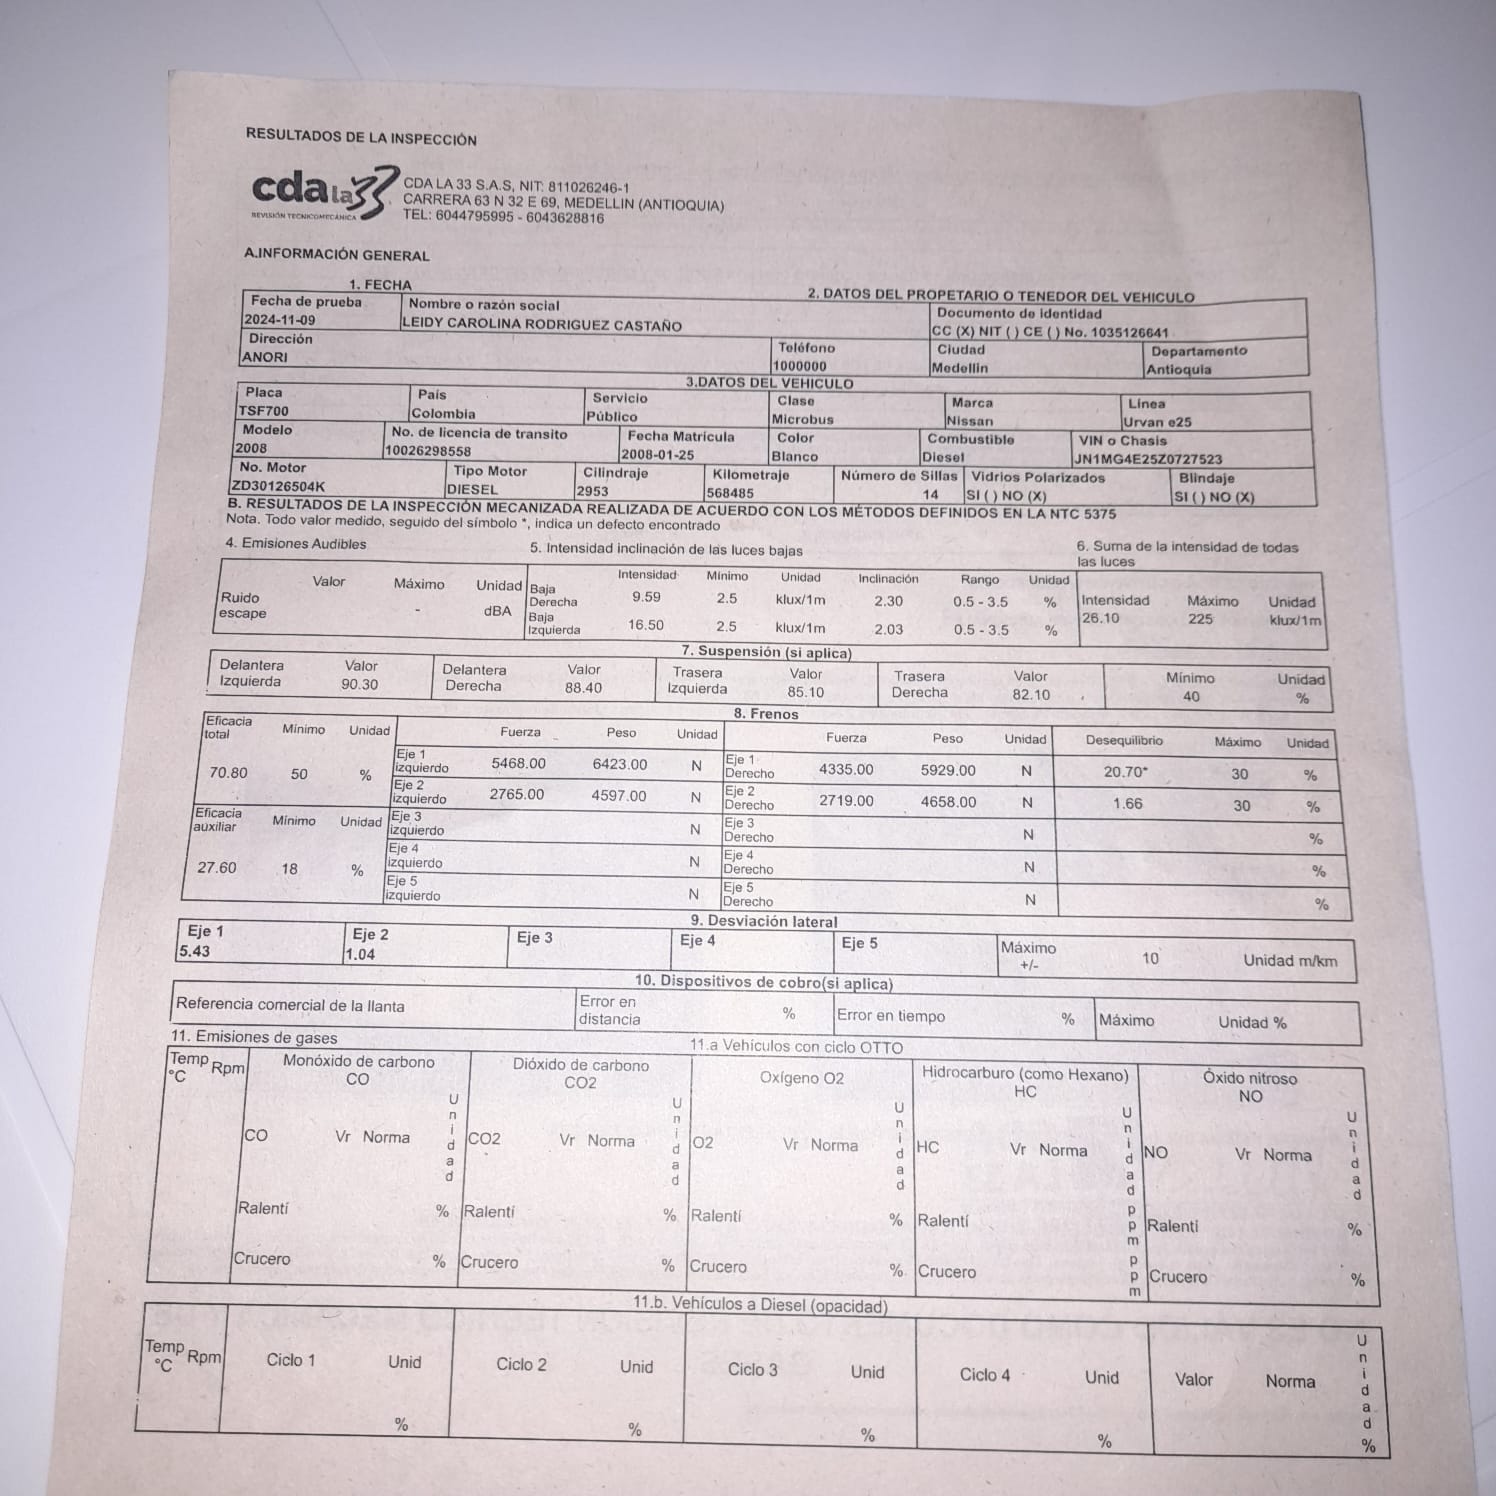 RESULTADOS DE LA INSPECCIÓN
cda la 33
REVISIÓN TECNICOMECÁNICA
CDA LA 33 S.A.S, NIT: 811026246-1
CARRERA 63 N 32 E 69, MEDELLIN (ANTIOQUIA)
TEL: 6044795995 - 6043628816
A.INFORMACIÓN GENERAL
1. FECHA 2. DATOS DEL PROPETARIO O TENEDOR DEL VEHICULO
Fecha de prueba Nombre o razón social Documento de identidad
2024-11-09 LEIDY CAROLINA RODRIGUEZ CASTAÑO CC (X) NIT ( ) CE ( ) No. 1035126641
Dirección Teléfono Ciudad Departamento
ANORI 1000000 Medellin Antioquia
3.DATOS DEL VEHICULO
Placa País Servicio Clase Marca Línea
TSF700 Colombia Público Microbus Nissan Urvan e25
Modelo No. de licencia de transito Fecha Matrícula Color Combustible VIN o Chasis
2008 10026298558 2008-01-25 Blanco Diesel JN1MG4E25Z0727523
No. Motor Tipo Motor Cilindraje Kilometraje Número de Sillas Vidrios Polarizados Blindaje
ZD30126504K DIESEL 2953 568485 14 SI ( ) NO (X) SI ( ) NO (X)
B. RESULTADOS DE LA INSPECCIÓN MECANIZADA REALIZADA DE ACUERDO CON LOS MÉTODOS DEFINIDOS EN LA NTC 5375
Nota. Todo valor medido, seguido del símbolo *, indica un defecto encontrado
4. Emisiones Audibles 5. Intensidad inclinación de las luces bajas 6. Suma de la intensidad de todas
las luces
Valor Máximo Unidad Intensidad Mínimo Unidad Inclinación Rango Unidad
Ruido escape - dBA Baja Derecha 9.59 2.5 klux/1m 2.30 0.5 - 3.5 % Intensidad Máximo Unidad
Baja Izquierda 16.50 2.5 klux/1m 2.03 0.5 - 3.5 % 26.10 225 klux/1m
7. Suspensión (si aplica)
Delantera Valor Delantera Valor Trasera Valor Trasera Valor Mínimo Unidad
Izquierda 90.30 Derecha 88.40 Izquierda 85.10 Derecha 82.10 40 %
8. Frenos
Eficacia total Mínimo Unidad Fuerza Peso Unidad Fuerza Peso Unidad Desequilibrio Máximo Unidad
70.80 50 % Eje 1 izquierdo 5468.00 6423.00 N Eje 1 Derecho 4335.00 5929.00 N 20.70* 30 %
Eje 2 izquierdo 2765.00 4597.00 N Eje 2 Derecho 2719.00 4658.00 N 1.66 30 %
Eficacia auxiliar Mínimo Unidad Eje 3 izquierdo N Eje 3 Derecho N %
27.60 18 % Eje 4 izquierdo N Eje 4 Derecho N %
Eje 5 izquierdo N Eje 5 Derecho N %
9. Desviación lateral
Eje 1 Eje 2 Eje 3 Eje 4 Eje 5 Máximo 10 Unidad m/km
5.43 1.04 +/-
10. Dispositivos de cobro(si aplica)
Referencia comercial de la llanta Error en distancia % Error en tiempo % Máximo Unidad %
11. Emisiones de gases 11.a Vehículos con ciclo OTTO
Temp °C Rpm Monóxido de carbono CO Dióxido de carbono CO2 Oxígeno O2 Hidrocarburo (como Hexano) HC Óxido nitroso NO
CO Vr Norma Unidad CO2 Vr Norma Unidad O2 Vr Norma Unidad HC Vr Norma Unidad NO Vr Norma Unidad
Ralentí % Ralentí % Ralentí % Ralentí ppm Ralentí %
Crucero % Crucero % Crucero % Crucero ppm Crucero %
11.b. Vehículos a Diesel (opacidad)
Temp °C Rpm Ciclo 1 Unid Ciclo 2 Unid Ciclo 3 Unid Ciclo 4 Unid Valor Norma Unidad
% % % % %